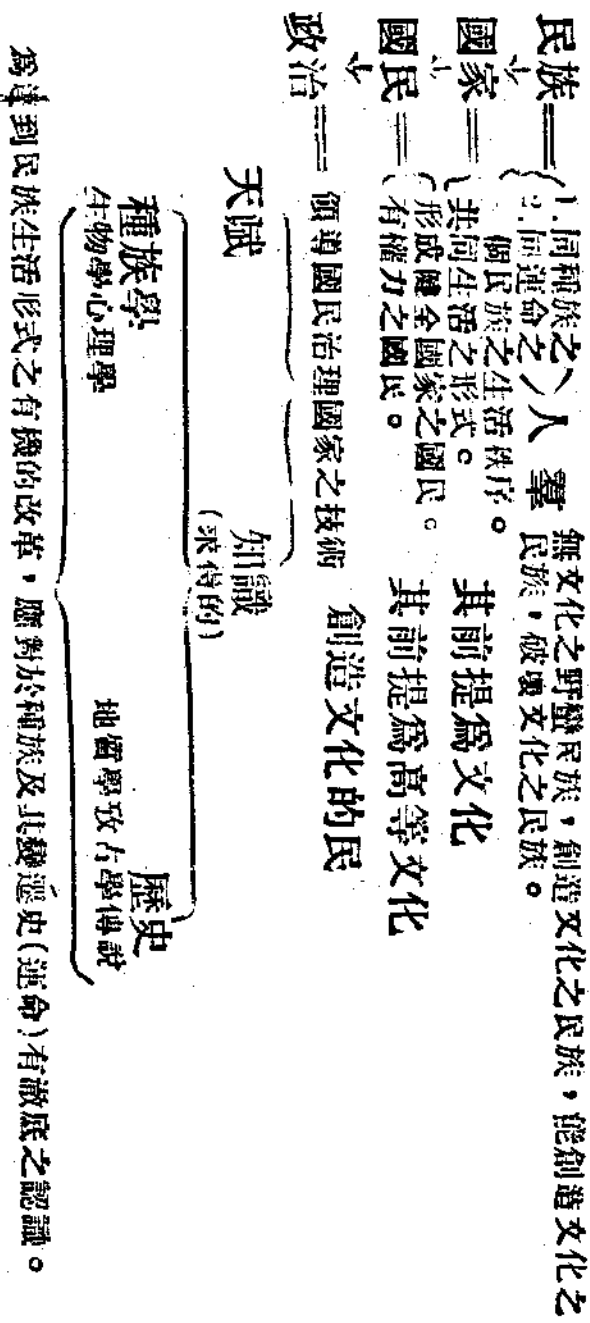 民族＝{1.同種族之
2.同運命之}人羣
無文化之野蠻民族，創造文化之民族，能創造文化之
民族，破壞文化之民族。
↓
國家＝{一個民族之生活秩序。
共同生活之形式。
其前提爲文化
↓
國民＝{形成健全國家之國民。
有權力之國民。
其前提爲高等文化
↓
政治＝領導國民治理國家之技術
創造文化的民
天賦
知識
(求得的)
種族學
歷史
生物學心理學
地質學攷古學傳說
爲達到民族生活形式之有機的改革，應對於種族及其變遷史(運命)有澈底之認識。